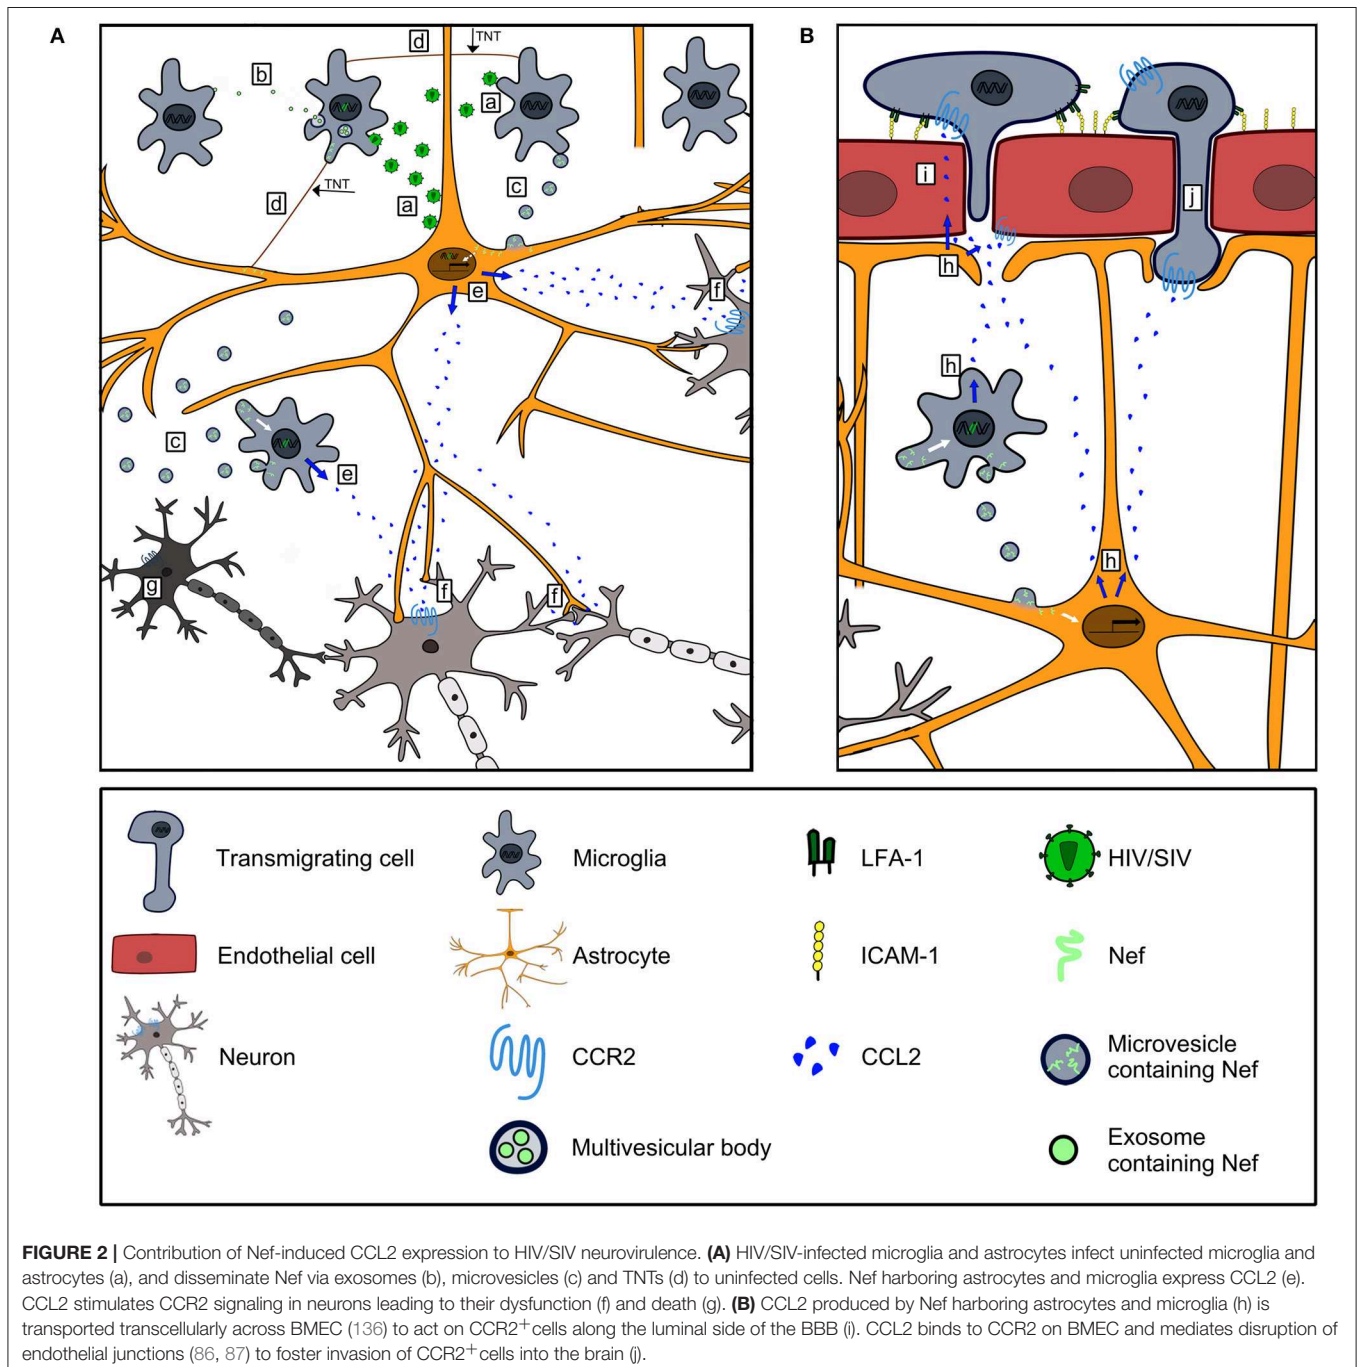 A
B
d
TNT
b
a
i
j
TNT
c
d
a
h
f
e
h
c
e
h
g
f
f
Transmigrating cell
Microglia
LFA-1
HIV/SIV
Endothelial cell
Astrocyte
ICAM-1
Nef
Neuron
CCR2
CCL2
Microvesicle
containing Nef
Multivesicular body
Exosome
containing Nef
FIGURE 2 | Contribution of Nef-induced CCL2 expression to HIV/SIV neurovirulence. (A) HIV/SIV-infected microglia and astrocytes infect uninfected microglia and
astrocytes (a), and disseminate Nef via exosomes (b), microvesicles (c) and TNTs (d) to uninfected cells. Nef harboring astrocytes and microglia express CCL2 (e).
CCL2 stimulates CCR2 signaling in neurons leading to their dysfunction (f) and death (g). (B) CCL2 produced by Nef harboring astrocytes and microglia (h) is
transported transcellularly across BMEC (136) to act on CCR2+cells along the luminal side of the BBB (i). CCL2 binds to CCR2 on BMEC and mediates disruption of
endothelial junctions (86, 87) to foster invasion of CCR2+cells into the brain (j).